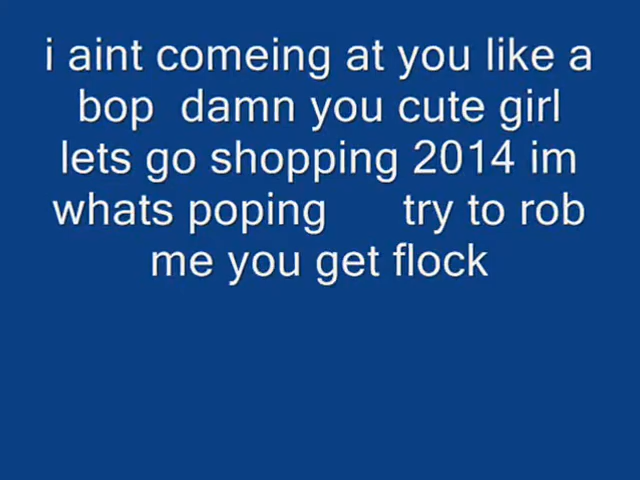 i aint comeing at you like a
bop  damn you cute girl
lets go shopping 2014 im
whats poping      try to rob
me you get flock